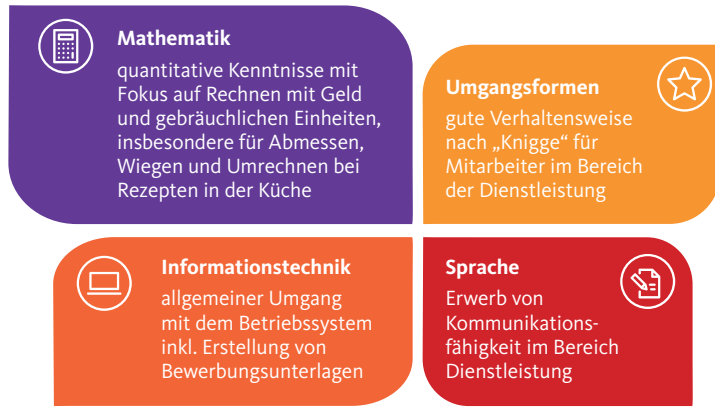 Mathematik
quantitative Kenntnisse mit
Fokus auf Rechnen mit Geld
und gebräuchlichen Einheiten,
insbesondere für Abmessen,
Wiegen und Umrechnen bei
Rezepten in der Küche
Umgangsformen
gute Verhaltensweise
nach „Knigge“ für
Mitarbeiter im Bereich
der Dienstleistung
Informationstechnik
allgemeiner Umgang
mit dem Betriebssystem
inkl. Erstellung von
Bewerbungsunterlagen
Sprache
Erwerb von
Kommunikations-
fähigkeit im Bereich
Dienstleistung